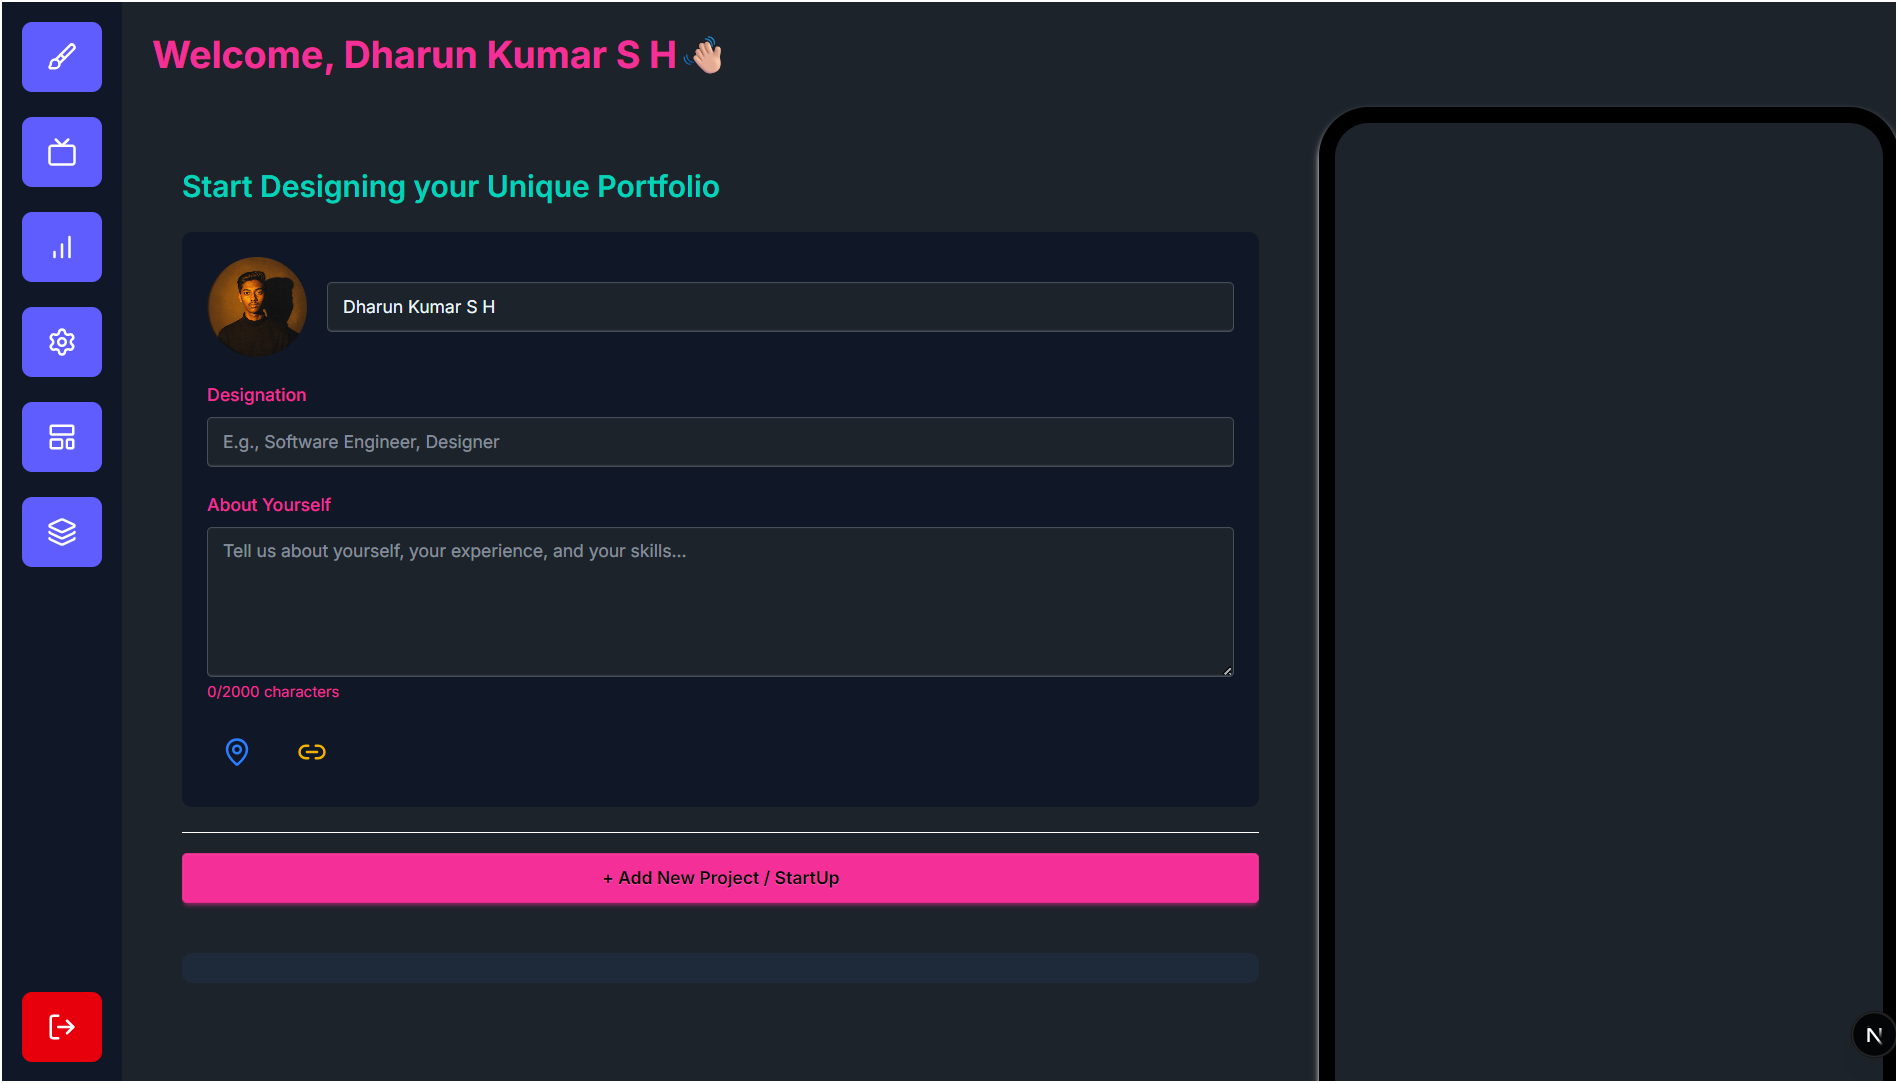 Welcome, Dharun Kumar S H👋🏻
Start Designing your Unique Portfolio
Dharun Kumar S H
Designation
E.g., Software Engineer, Designer
About Yourself
Tell us about yourself, your experience, and your skills...
0/2000 characters
+ Add New Project / StartUp
N